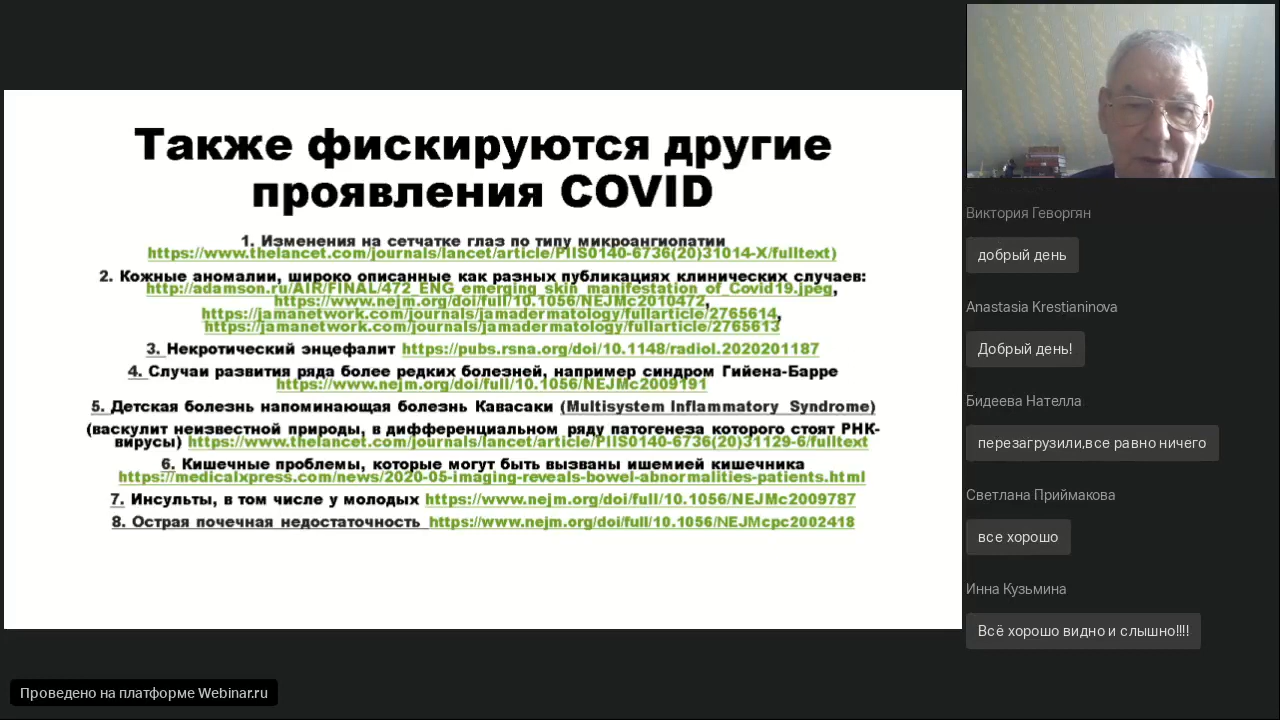 Также фискируются другие
проявления COVID
1. Изменения на сетчатке глаз по типу микроангиопатии
https://www.thelancet.com/journals/lancet/article/PIIS0140-6736(20)31014-X/fulltext)
2. Кожные аномалии, широко описанные как разных публикациях клинических случаев:
http://adamson.ru/AIR/FINAL/472_ENG_emerging_skin_manifestation_of_Covid19.jpeg,
https://www.nejm.org/doi/full/10.1056/NEJMc2010472,
https://jamanetwork.com/journals/jamadermatology/fullarticle/2765614,
https://jamanetwork.com/journals/jamadermatology/fullarticle/2765613
3. Некротический энцефалит https://pubs.rsna.org/doi/10.1148/radiol.2020201187
4. Случаи развития ряда более редких болезней, например синдром Гийена-Барре
https://www.nejm.org/doi/full/10.1056/NEJMc2009191
5. Детская болезнь напоминающая болезнь Кавасаки (Multisystem Inflammatory Syndrome)
(васкулит неизвестной природы, в дифференциальном ряду патогенеза которого стоят РНК-
вирусы) https://www.thelancet.com/journals/lancet/article/PIIS0140-6736(20)31129-6/fulltext
6. Кишечные проблемы, которые могут быть вызваны ишемией кишечника
https://medicalxpress.com/news/2020-05-imaging-reveals-bowel-abnormalities-patients.html
7. Инсульты, в том числе у молодых https://www.nejm.org/doi/full/10.1056/NEJMc2009787
8. Острая почечная недостаточность https://www.nejm.org/doi/full/10.1056/NEJMcpc2002418
Проведено на платформе Webinar.ru
Виктория Геворгян
добрый день
Anastasia Krestianinova
Добрый день!
Бидеева Нателла
перезагрузили,все равно ничего
Светлана Приймакова
все хорошо
Инна Кузьмина
Всё хорошо видно и слышно!!!!